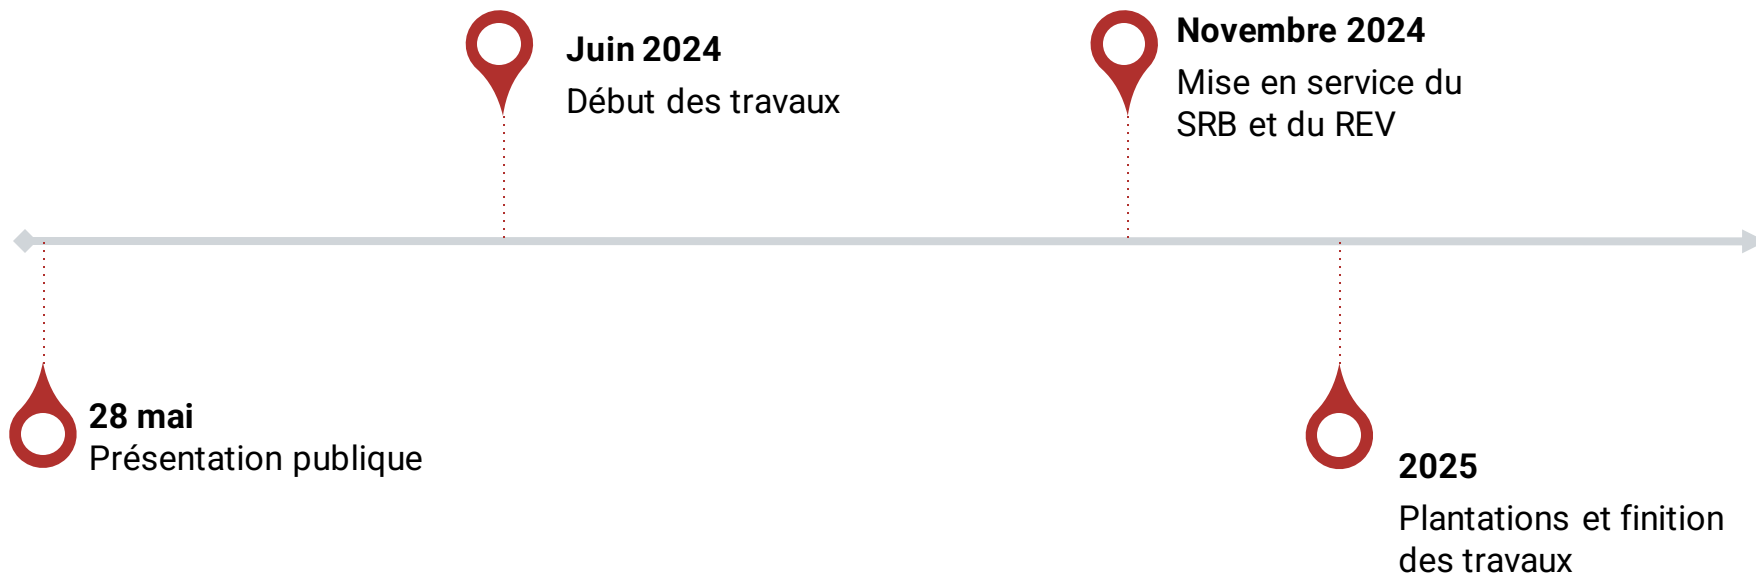 Juin 2024
Début des travaux
Novembre 2024
Mise en service du
SRB et du REV
28 mai
Présentation publique
2025
Plantations et finition
des travaux